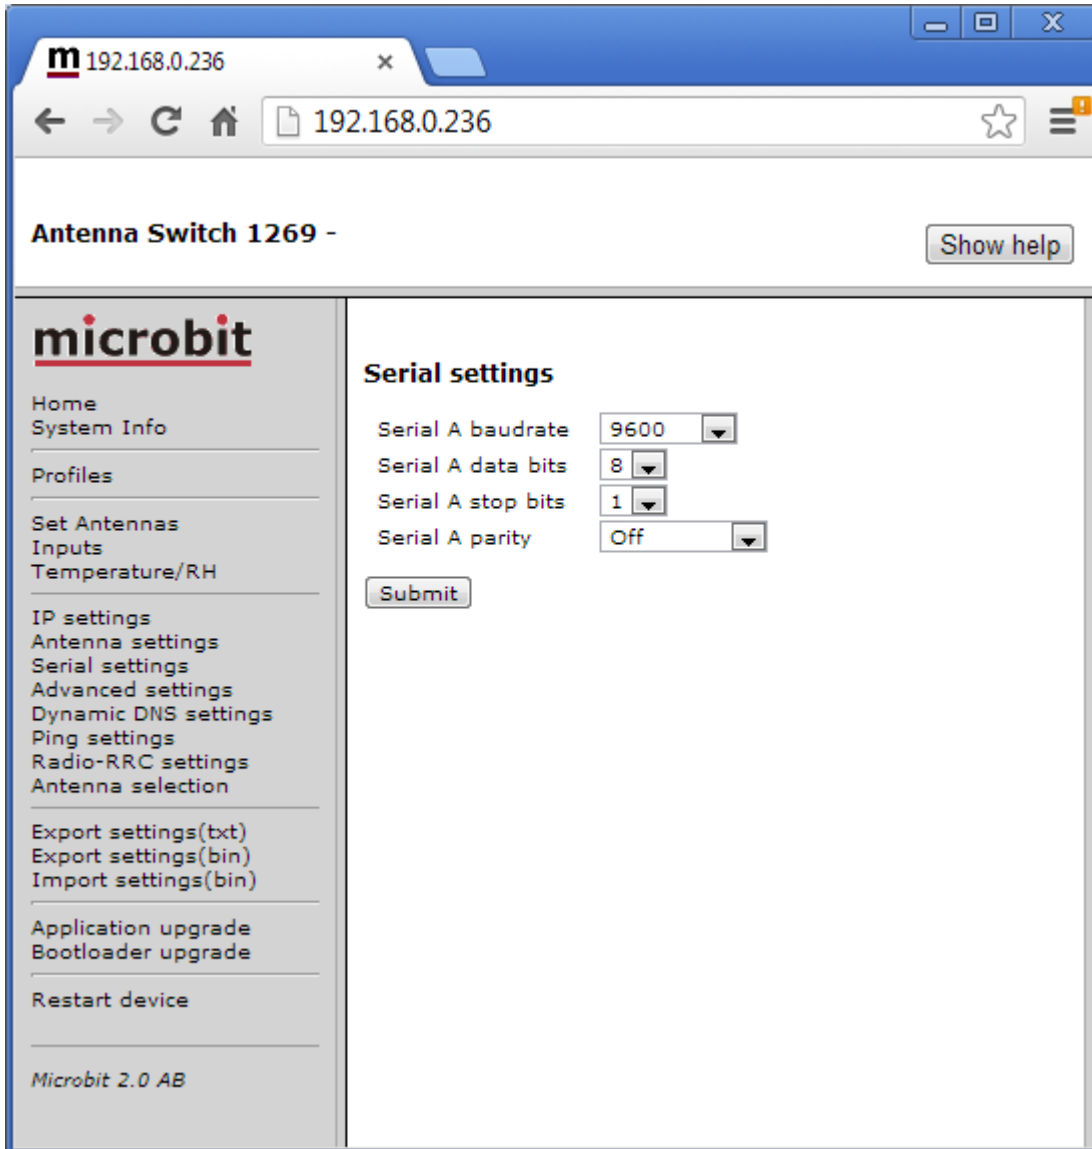 m 192.168.0.236
192.168.0.236
Antenna Switch 1269 -
Show help
microbit
Home
System Info
Profiles
Set Antennas
Inputs
Temperature/RH
IP settings
Antenna settings
Serial settings
Advanced settings
Dynamic DNS settings
Ping settings
Radio-RRC settings
Antenna selection
Export settings(txt)
Export settings(bin)
Import settings(bin)
Application upgrade
Bootloader upgrade
Restart device
Microbit 2.0 AB
Serial settings
Serial A baudrate 9600
Serial A data bits 8
Serial A stop bits 1
Serial A parity Off
Submit